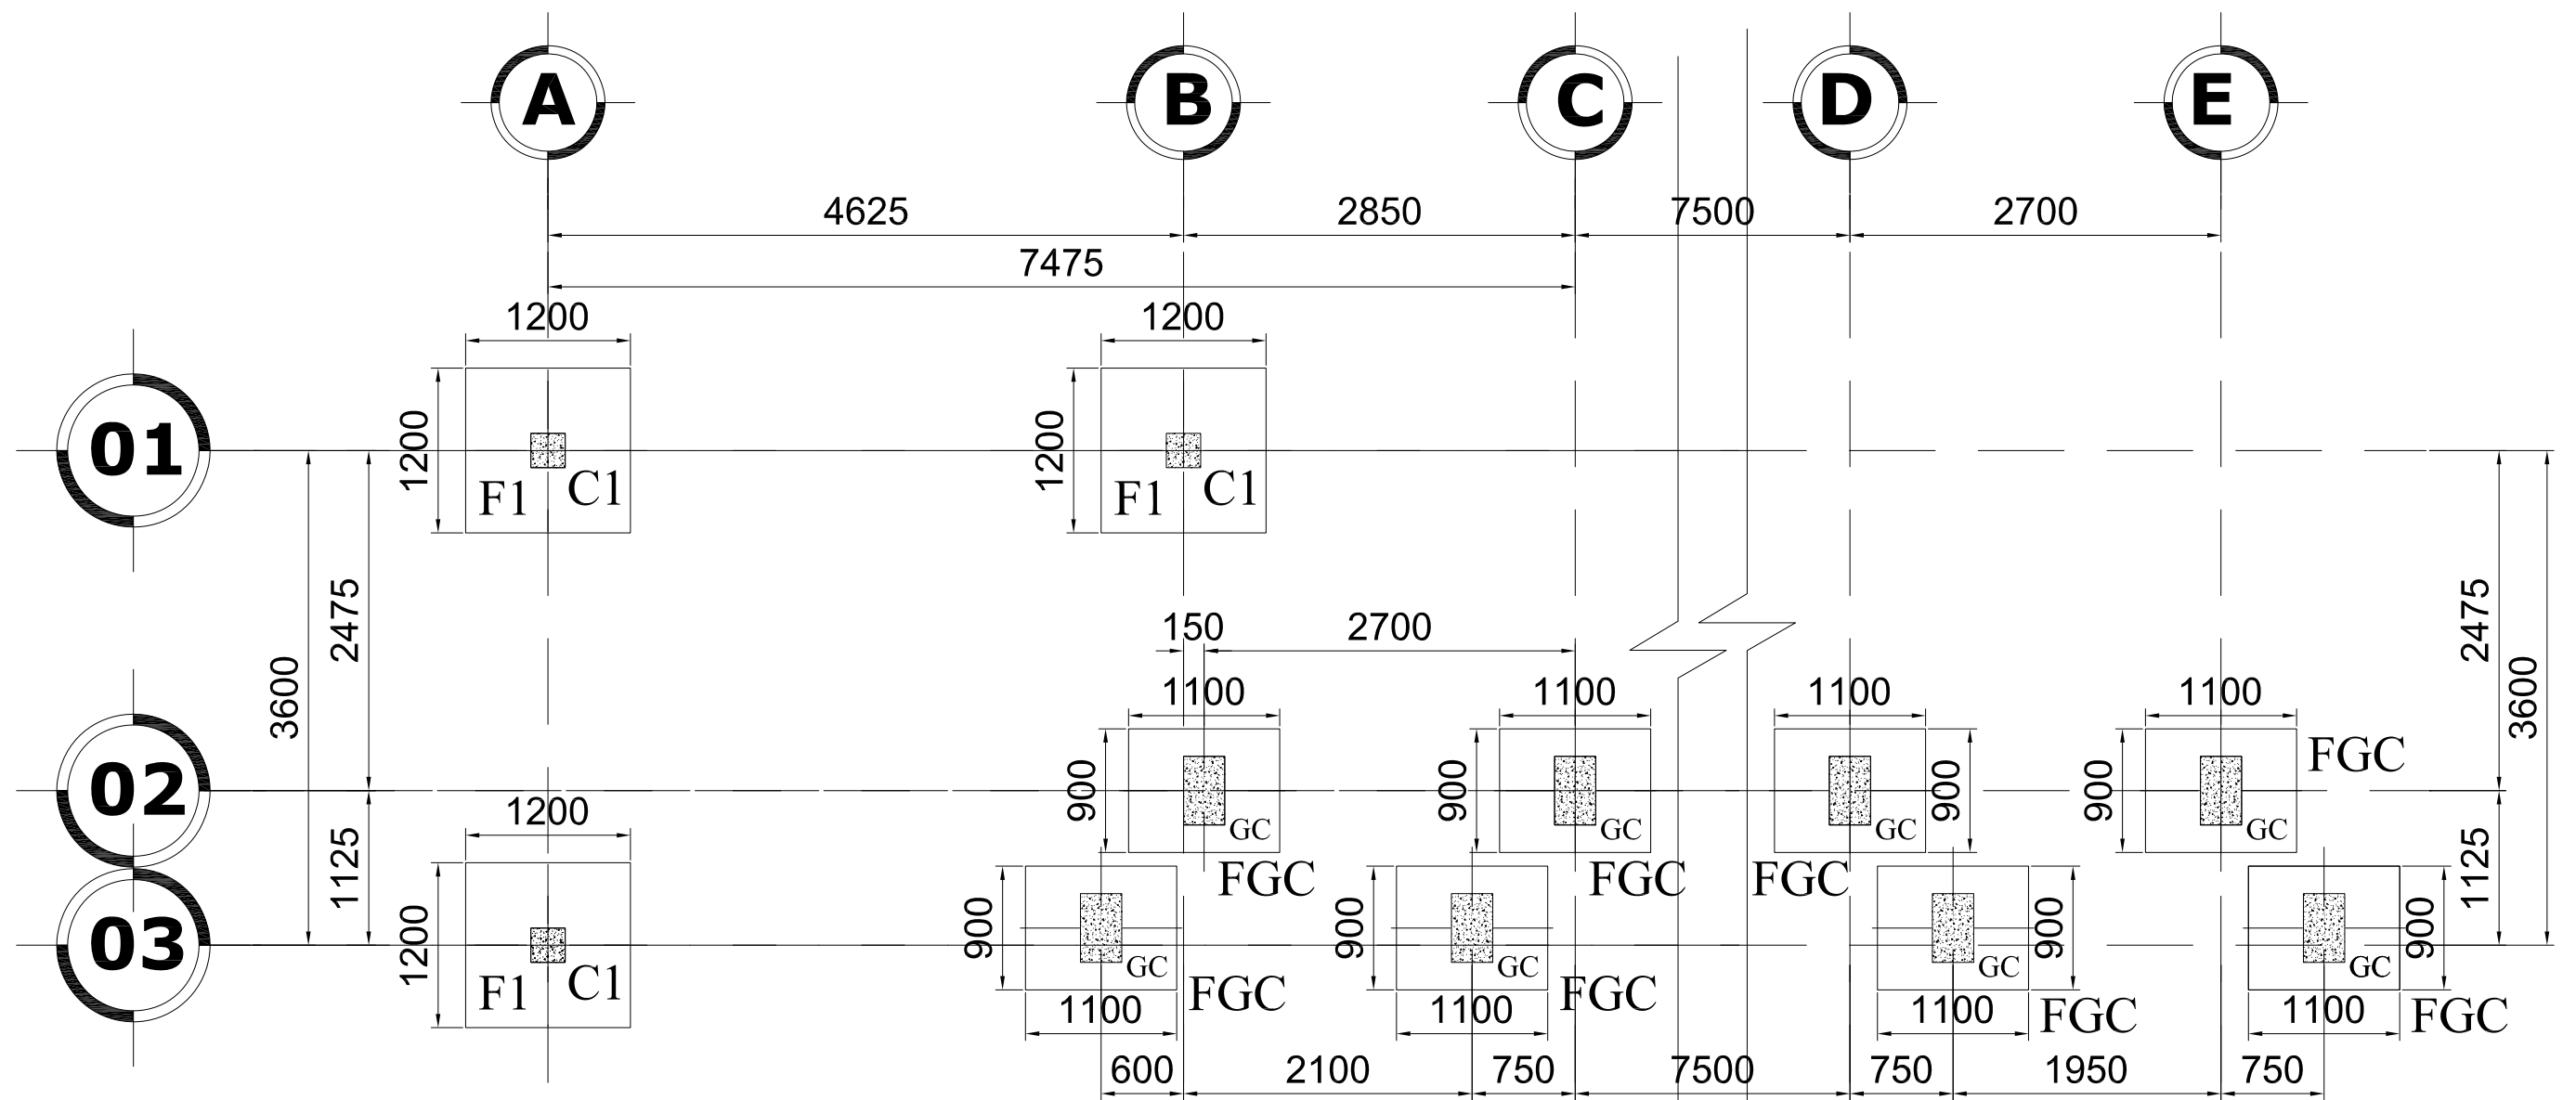 A B C D E
4625 2850 7500 2700
7475
1200 1200
01 1200 F1 C1 1200 F1 C1
3600 2475 2475 3600
150 2700
1100 1100 1100 1100
02 900 GC 900 GC GC 900 900 GC FGC
FGC FGC FGC
1125 1200 1125
03 1200 F1 C1 900 GC 900 GC GC 900 GC 900
FGC FGC FGC FGC
1100 1100 1100 1100
600 2100 750 7500 750 1950 750